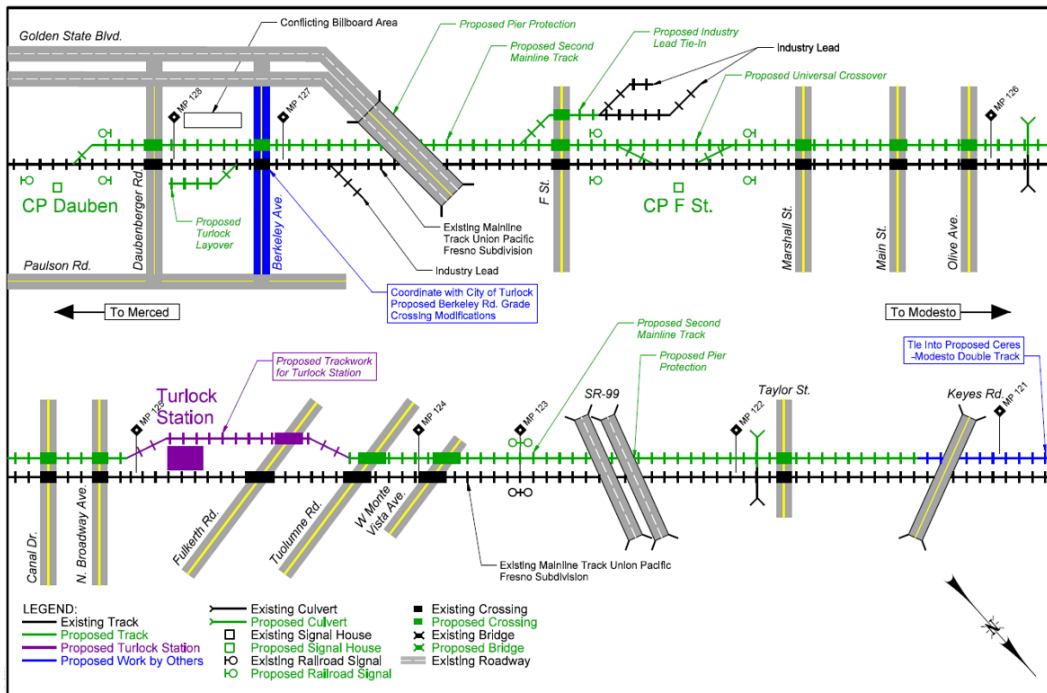 Conflicting Billboard Area
Proposed Pier Protection
Golden State Blvd.
Proposed Second
Mainline Track
Proposed Industry
Lead Tie-In
Industry Lead
Proposed Universal Crossover
MP 128
MP 127
MP 126
CP Dauben
Daubenberger Rd.
Proposed
Turlock
Layover
Berkeley Ave.
Existing Mainline
Track Union Pacific
Fresno Subdivision
Industry Lead
F St.
CP F St.
Marshall St.
Main St.
Olive Ave.
Paulson Rd.
Coordinate with City of Turlock
Proposed Berkeley Rd. Grade
Crossing Modifications
To Merced
To Modesto
Proposed Trackwork
for Turlock Station
Proposed Second
Mainline Track
Proposed Pier
Protection
Tie Into Proposed Ceres
-Modesto Double Track
Turlock
Station
MP 125
MP 124
MP 123
SR-99
MP 122
Taylor St.
Keyes Rd.
MP 121
Canal Dr.
N. Broadway Ave.
Fulkerth Rd.
Tuolumne Rd.
W Monte
Vista Ave.
Existing Mainline Track Union Pacific
Fresno Subdivision
LEGEND:
Existing Track
Proposed Track
Proposed Turlock Station
Proposed Work by Others
Existing Culvert
Proposed Culvert
Existing Signal House
Proposed Signal House
Existing Railroad Signal
Proposed Railroad Signal
Existing Crossing
Proposed Crossing
Existing Bridge
Proposed Bridge
Existing Roadway
N